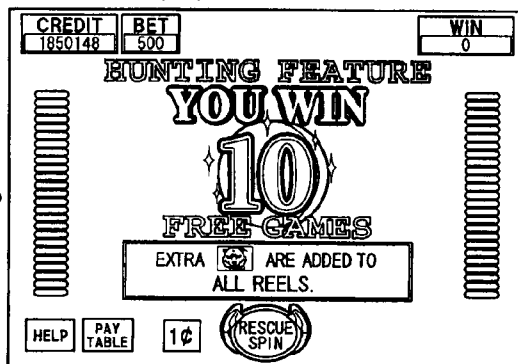 CREDIT
1850148
BET
500
WIN
0
HUNTING FEATURE
YOU WIN
10
FREE GAMES
EXTRA ARE ADDED TO
ALL REELS.
HELP
PAY
TABLE
1¢
RESCUE
SPIN